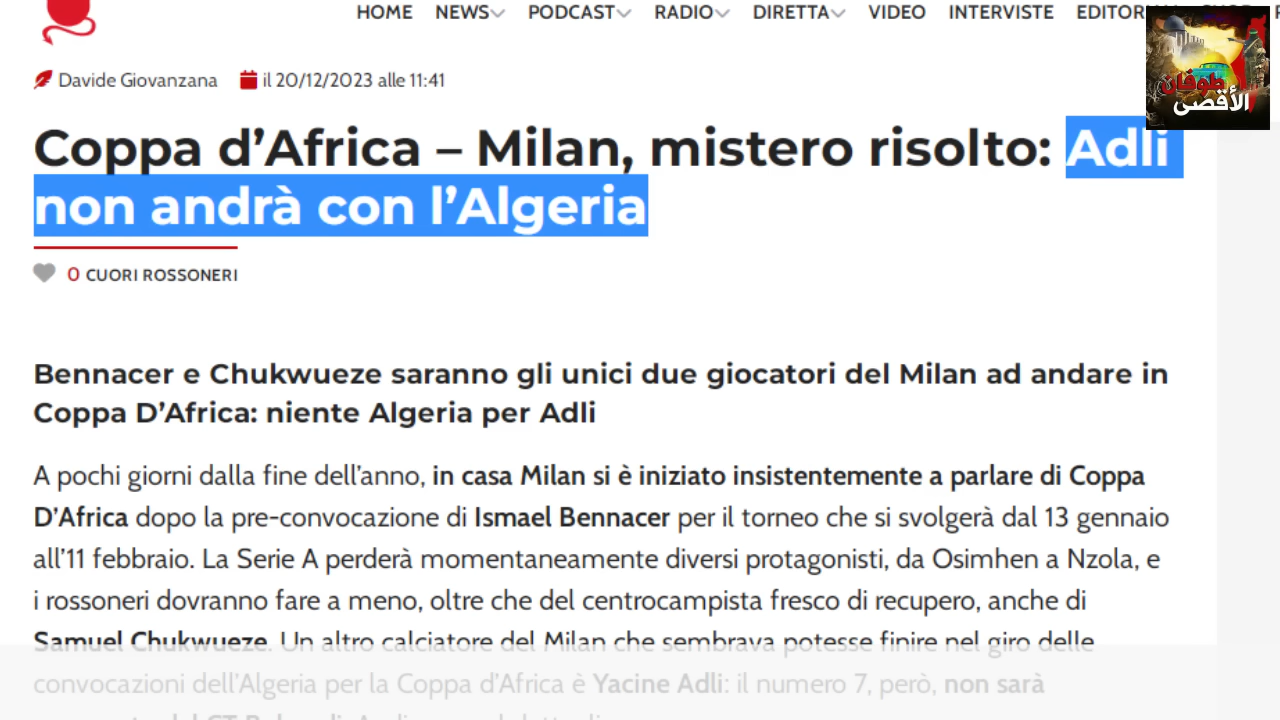 HOME NEWS PODCAST RADIO DIRETTA VIDEO INTERVISTE
Davide Giovanzana il 20/12/2023 alle 11:41
طوفان
الأقصى
Coppa d’Africa – Milan, mistero risolto: Adli
non andrà con l’Algeria
0 CUORI ROSSONERI
Bennacer e Chukwueze saranno gli unici due giocatori del Milan ad andare in
Coppa D’Africa: niente Algeria per Adli
A pochi giorni dalla fine dell’anno, in casa Milan si è iniziato insistentemente a parlare di Coppa
D’Africa dopo la pre-convocazione di Ismael Bennacer per il torneo che si svolgerà dal 13 gennaio
all’11 febbraio. La Serie A perderà momentaneamente diversi protagonisti, da Osimhen a Nzola, e
i rossoneri dovranno fare a meno, oltre che del centrocampista fresco di recupero, anche di
Samuel Chukwueze. Un altro calciatore del Milan che sembrava potesse finire nel giro delle
convocazioni dell’Algeria per la Coppa d’Africa è Yacine Adli: il numero 7, però, non sarà